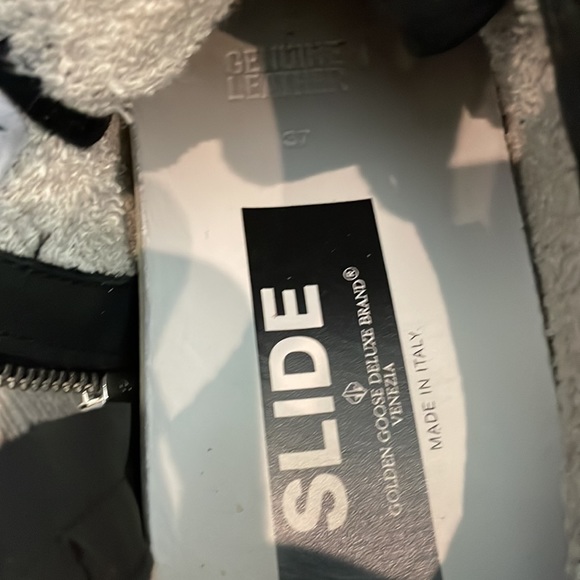 GENUINE
LEATHER
37
SLIDE
GOLDEN GOOSE DELUXE BRAND®
VENEZIA
MADE IN ITALY.